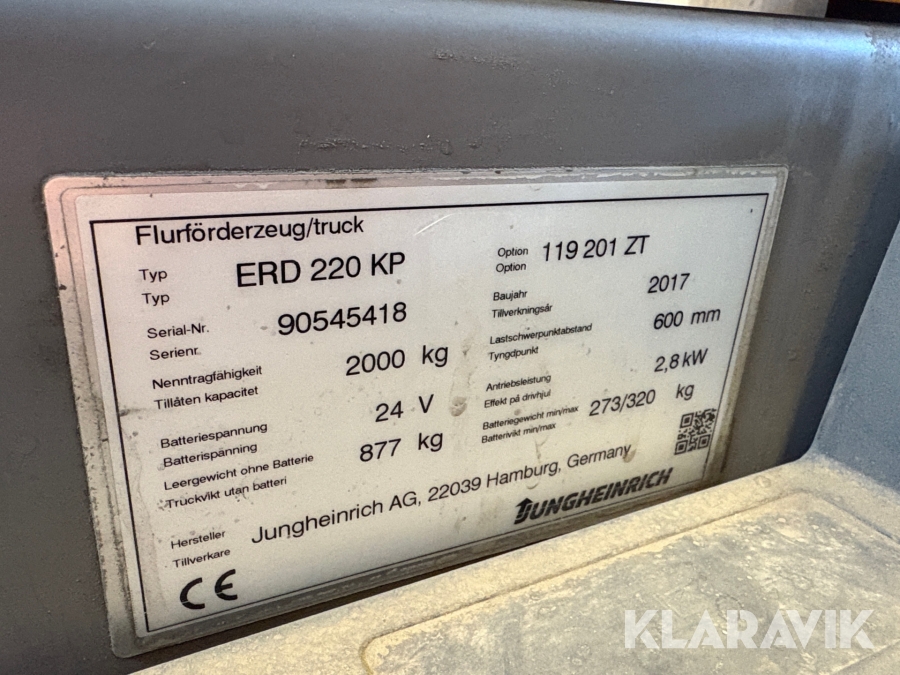 Flurförderzeug/truck
Typ
Typ
ERD 220 KP
Option
Option
119 201 ZT
Serial-Nr.
Serienr.
90545418
Baujahr
Tillverkningsår
2017
Nenntragfähigkeit
Tillåten kapacitet
2000 kg
Lastschwerpunktabstand
Tyngdpunkt
600 mm
Batteriespannung
Batterispänning
24 V
Antriebsleistung
Effekt på drivhjul
2,8 kW
Leergewicht ohne Batterie
Truckvikt utan batteri
877 kg
Batteriegewicht min/max
Batterivikt min/max
273/320 kg
Hersteller
Tillverkare
Jungheinrich AG, 22039 Hamburg, Germany
JUNGHEINRICH
CE
KLARAVIK